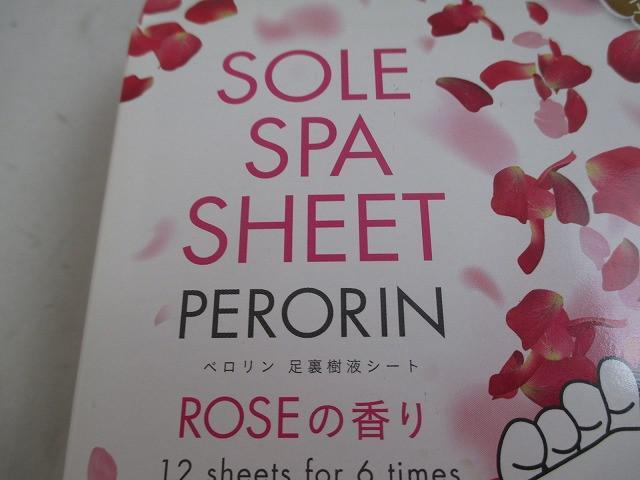 SOLE
SPA
SHEET
PERORIN
ペロリン 足裏樹液シート
ROSEの香り
12 sheets for 6 times